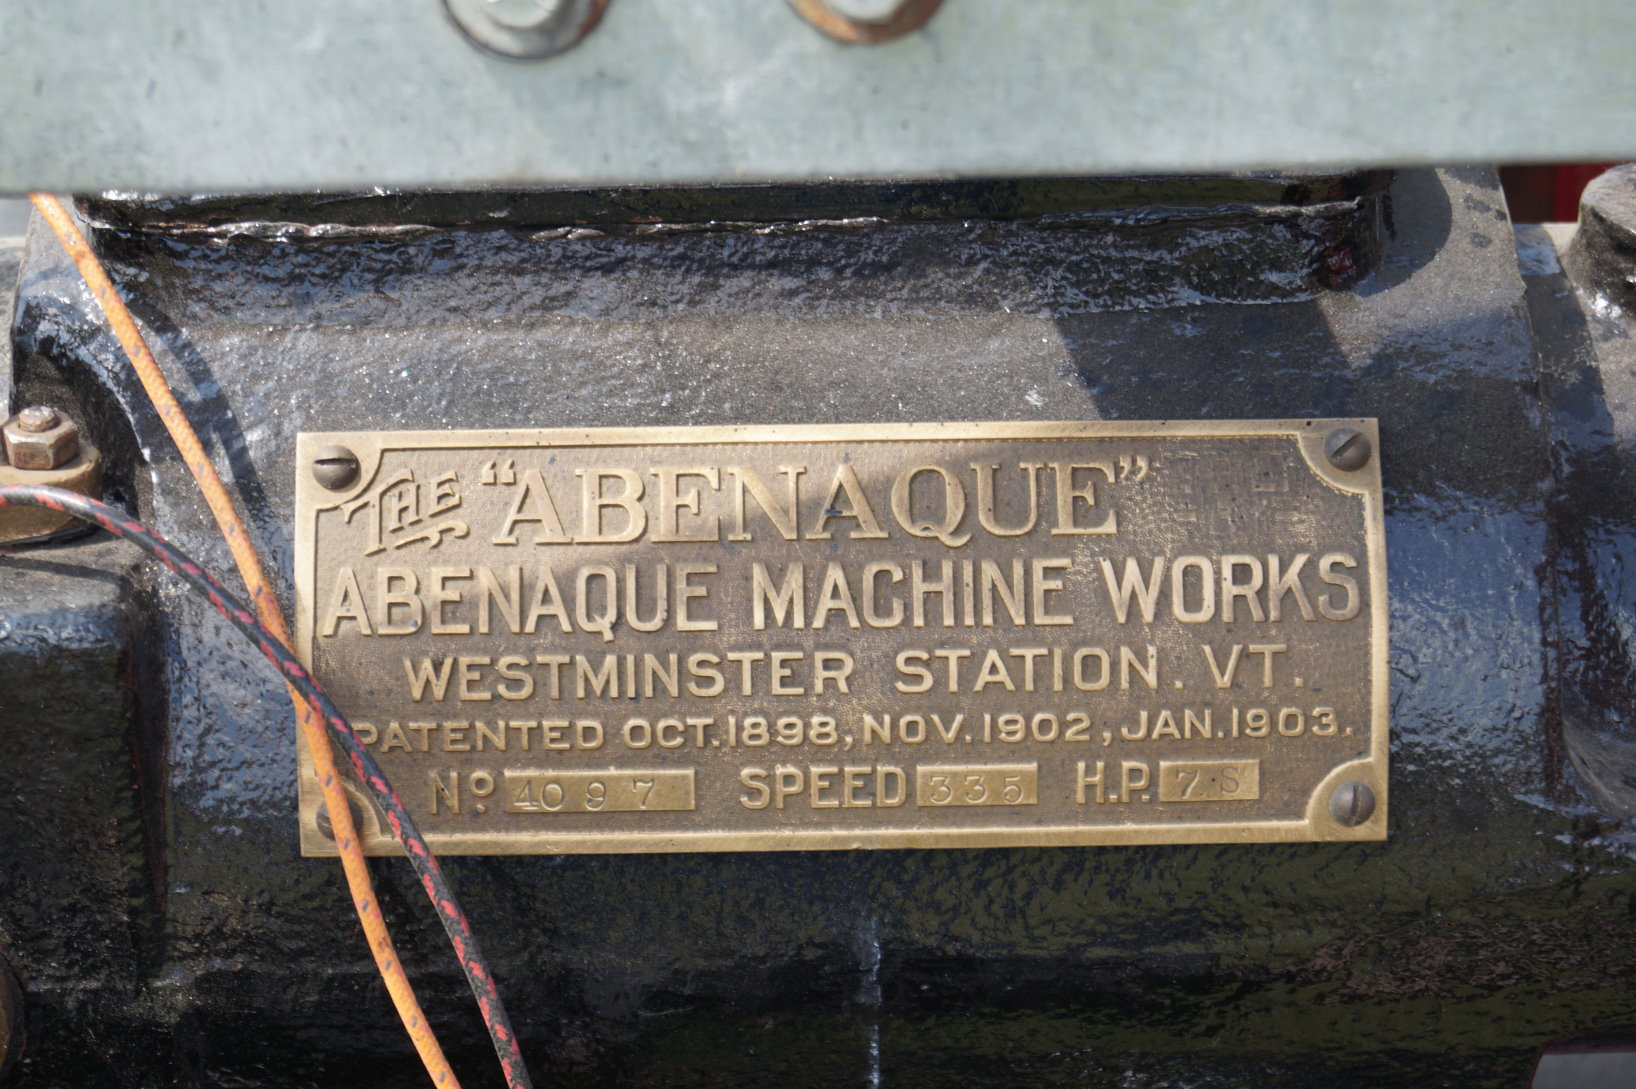 THE "ABENAQUE"
ABENAQUE MACHINE WORKS
WESTMINSTER STATION. VT.
PATENTED OCT. 1898, NOV. 1902, JAN. 1903.
No. 4097 SPEED 335 H.P. 7 S